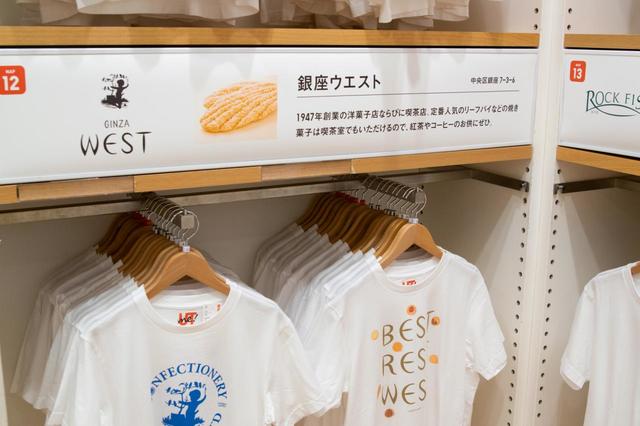 MAP
12
GINZA
WEST
銀座ウエスト
中央区銀座 7-3-6
1947年創業の洋菓子店ならびに喫茶店。定番人気のリーフパイなどの焼き
菓子は喫茶室でもいただけるので、紅茶やコーヒーのお供にぜひ。
MAP
13
ROCK FIS
UT
UT
NFECTIONERY
BEST
RES
WES